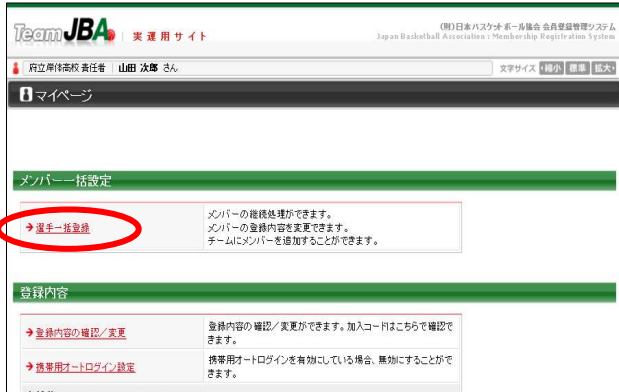 Team JBA 実運用サイト
(財)日本バスケットボール協会 会員登録管理システム
Japan Basketball Association : Membership Registration System
府立岸体高校 責任者 山田 次郎 さん
文字サイズ 縮小 標準 拡大
マイページ
メンバー一括設定
選手一括登録
メンバーの継続処理ができます。
メンバーの登録内容を変更できます。
チームにメンバーを追加することができます。
登録内容
登録内容の確認/変更
登録内容の確認/変更ができます。加入コードはこちらで確認で
きます。
携帯用オートログイン設定
携帯用オートログインを有効にしている場合、無効にすることがで
きます。